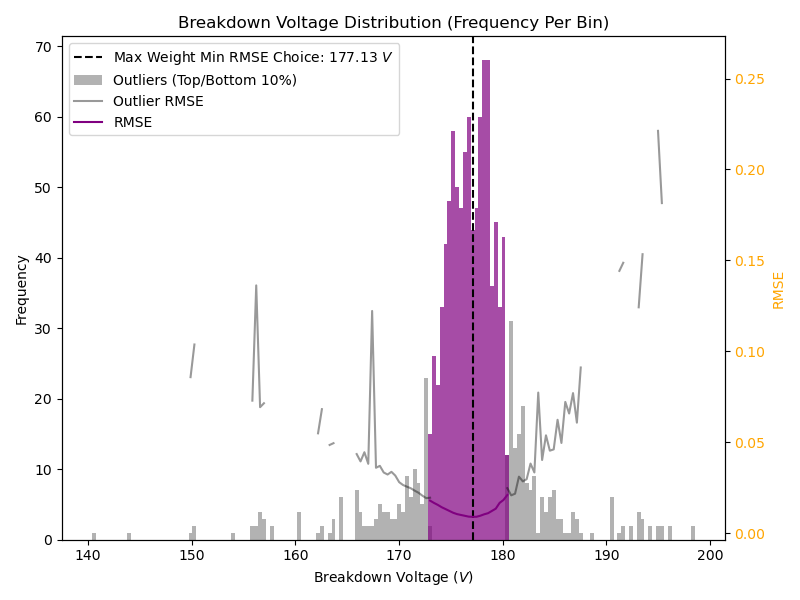 Breakdown Voltage Distribution (Frequency Per Bin)
Max Weight Min RMSE Choice: 177.13 V
Outliers (Top/Bottom 10%)
Outlier RMSE
RMSE
70
60
50
40
30
20
10
0
Frequency
0.25
0.20
0.15
0.10
0.05
0.00
RMSE
140 150 160 170 180 190 200
Breakdown Voltage (V)